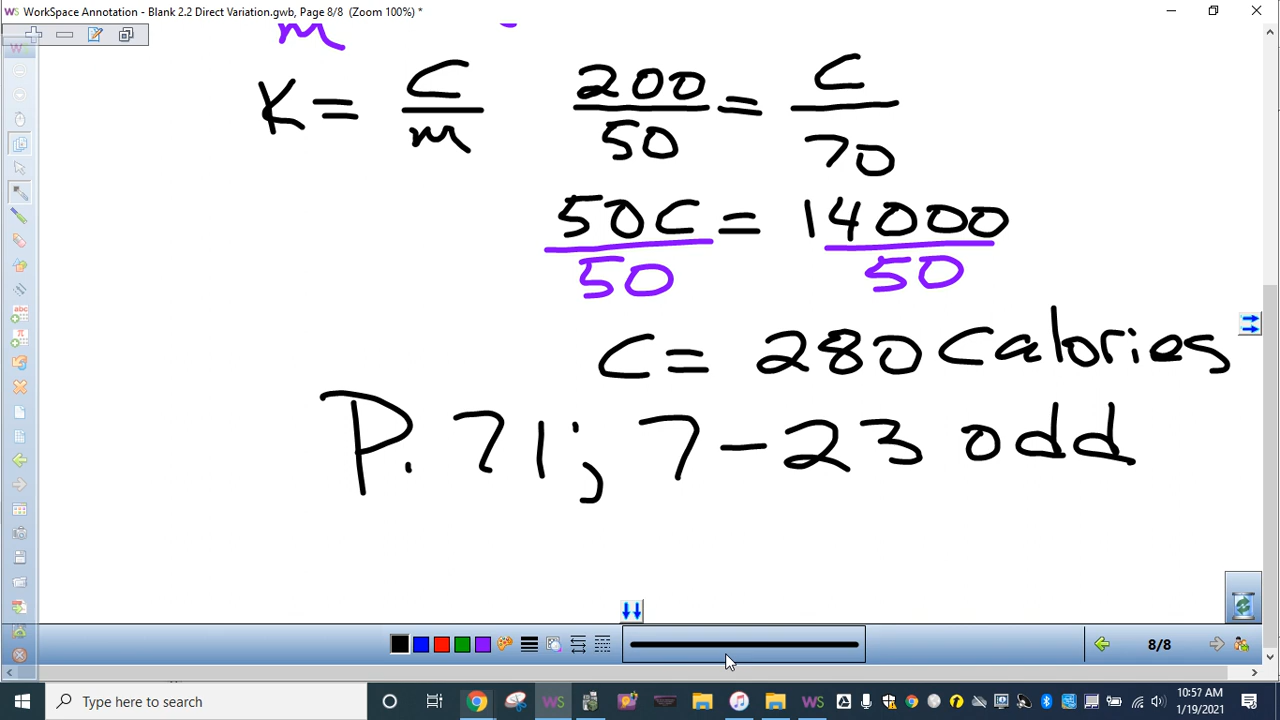 WorkSpace Annotation - Blank 2.2 Direct Variation.gwb, Page 8/8 (Zoom 100%) *
m
K = C/m 200/50 = C/70
50C/50 = 14000/50
C = 280 Calories
P. 71; 7-23 odd
8/8
Type here to search
WS
10:57 AM
1/19/2021